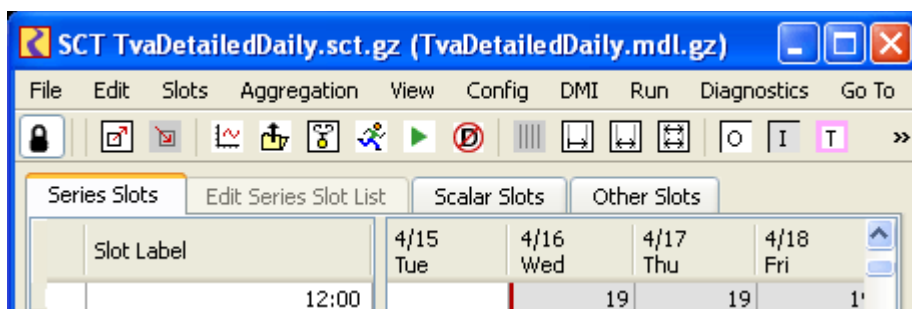 SCT TvaDetailedDaily.sct.gz (TvaDetailedDaily.mdl.gz)
File Edit Slots Aggregation View Config DMI Run Diagnostics Go To
D O I T »
Series Slots Edit Series Slot List Scalar Slots Other Slots
Slot Label 4/15 4/16 4/17 4/18
Tue Wed Thu Fri
12:00 19 19